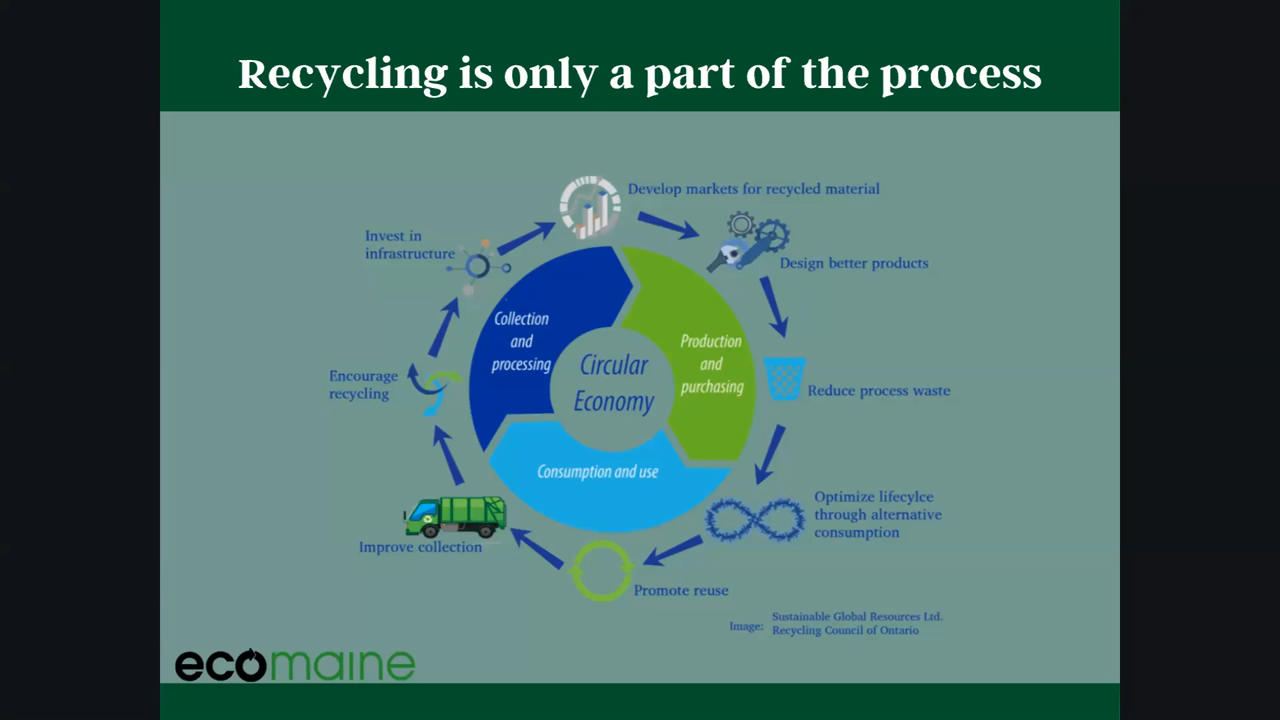 Recycling is only a part of the process
Develop markets for recycled material
Invest in
infrastructure
Design better products
Collection
and
processing
Production
and
purchasing
Circular
Economy
Encourage
recycling
Reduce process waste
Consumption and use
Optimize lifecylce
through alternative
consumption
Improve collection
Promote reuse
Image:
Sustainable Global Resources Ltd.
Recycling Council of Ontario
ecomaine